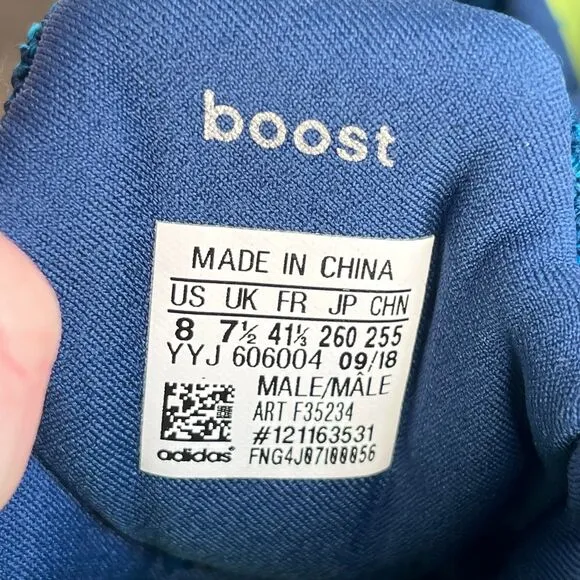 boost
MADE IN CHINA
US UK FR JP CHN
8 7½ 41⅓ 260 255
YYJ 606004 09/18
MALE/MÂLE
ART F35234
#121163531
adidas® FNG4J07I00056